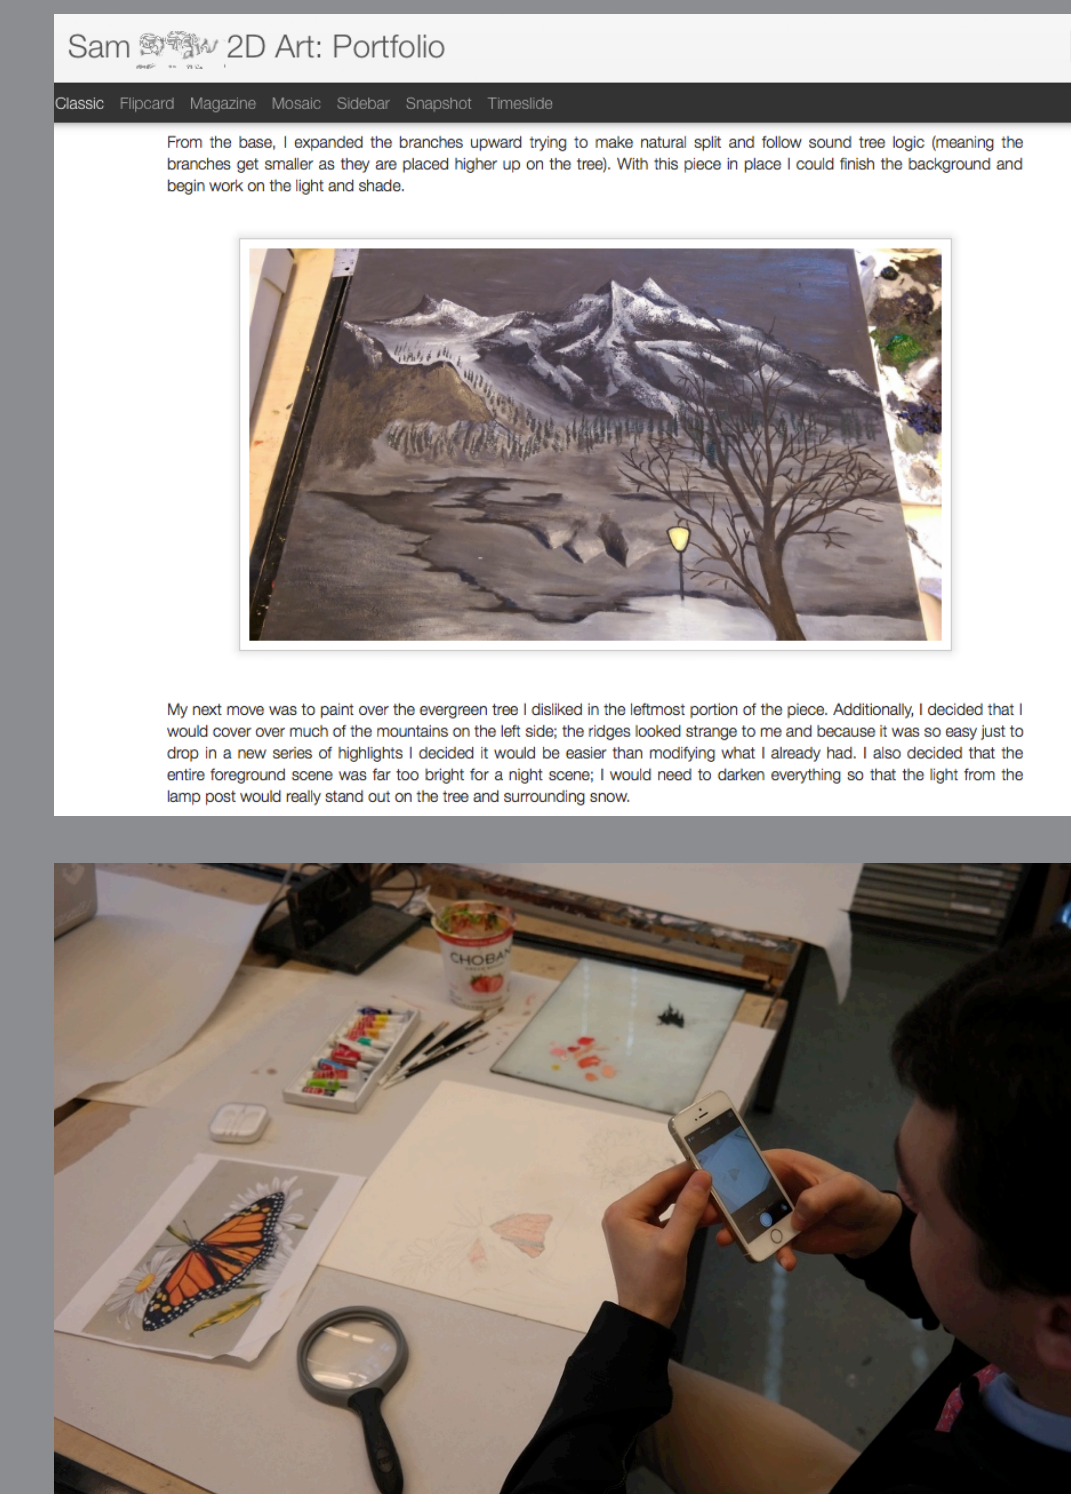 Sam 2D Art: Portfolio
Classic Flipcard Magazine Mosaic Sidebar Snapshot Timeslide
From the base, I expanded the branches upward trying to make natural split and follow sound tree logic (meaning the
branches get smaller as they are placed higher up on the tree). With this piece in place I could finish the background and
begin work on the light and shade.
My next move was to paint over the evergreen tree I disliked in the leftmost portion of the piece. Additionally, I decided that I
would cover over much of the mountains on the left side; the ridges looked strange to me and because it was so easy just to
drop in a new series of highlights I decided it would be easier than modifying what I already had. I also decided that the
entire foreground scene was far too bright for a night scene; I would need to darken everything so that the light from the
lamp post would really stand out on the tree and surrounding snow.
CHOBAN